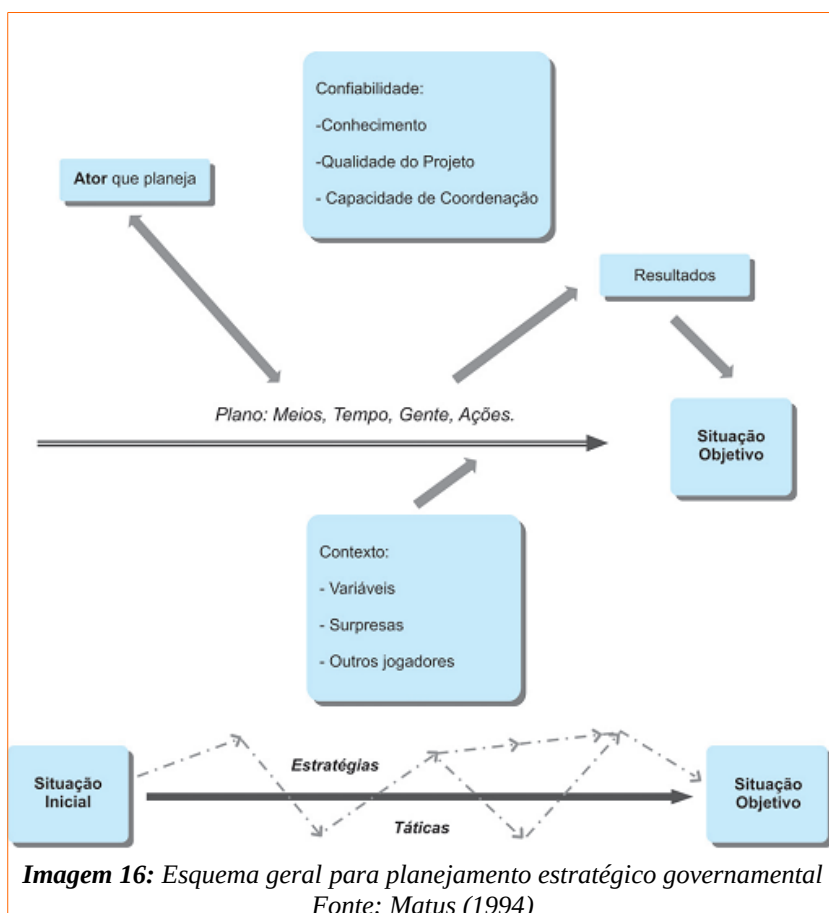 Confiabilidade:
-Conhecimento
-Qualidade do Projeto
- Capacidade de Coordenação
Ator que planeja
Resultados
Plano: Meios, Tempo, Gente, Ações.
Situação
Objetivo
Contexto:
- Variáveis
- Surpresas
- Outros jogadores
Situação
Inicial
Estratégias
Táticas
Situação
Objetivo
Imagem 16: Esquema geral para planejamento estratégico governamental
Fonte: Matus (1994)